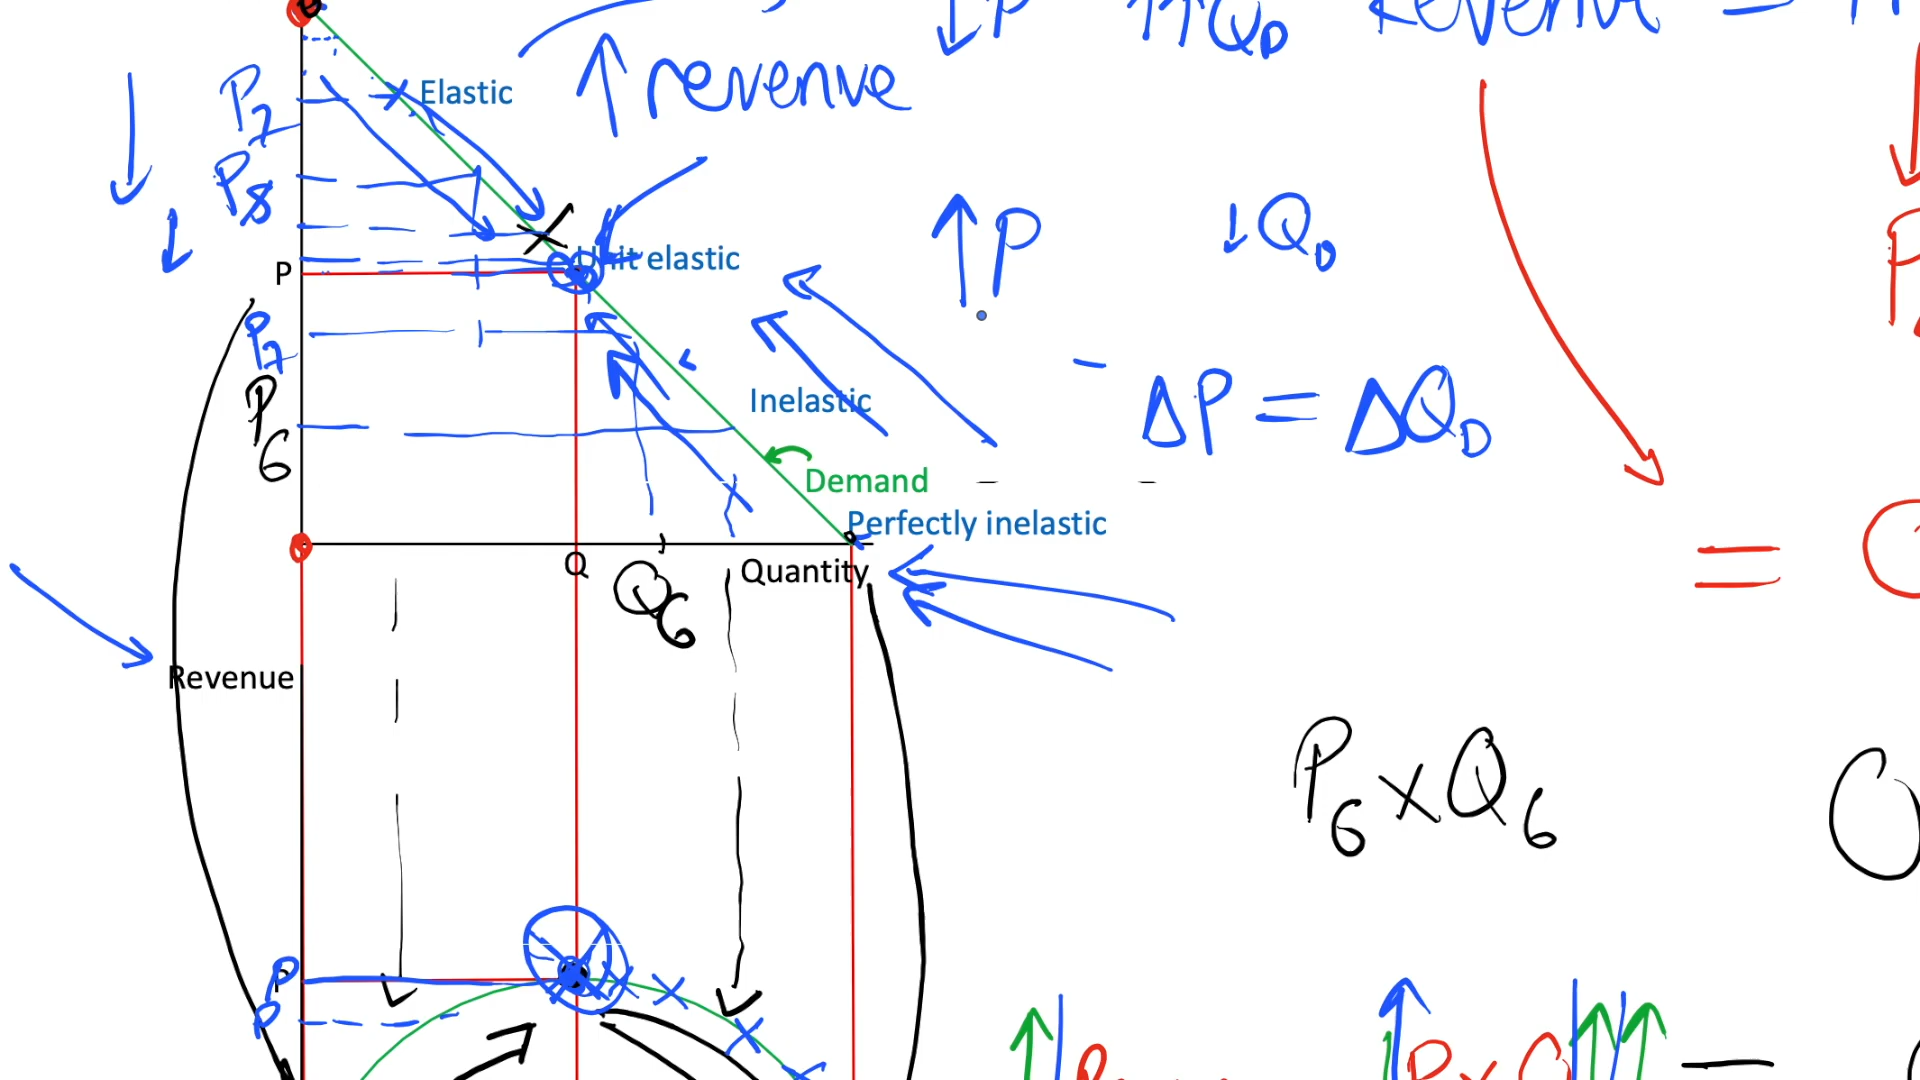 ↓P ↑↑Q_D Revenue =
Elastic
↑ revenue
P_7
P_8
↑P ↓Q_D
P Unit elastic
P_7
P_6
Inelastic
ΔP = ΔQ_D
Demand
Perfectly inelastic
Q
Quantity
Q_6
=
Revenue
P_6 × Q_6
P
P